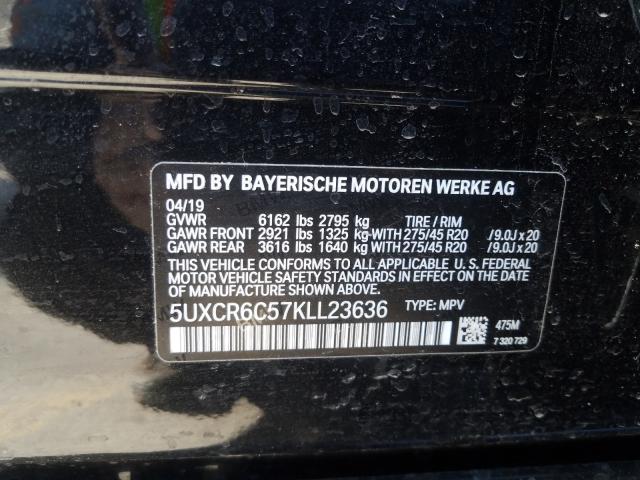 MFD BY BAYERISCHE MOTOREN WERKE AG
04/19
GVWR 6162 lbs 2795 kg TIRE / RIM
GAWR FRONT 2921 lbs 1325 kg-WITH 275/45 R20 /9.0J x 20
GAWR REAR 3616 lbs 1640 kg-WITH 275/45 R20 /9.0J x 20
THIS VEHICLE CONFORMS TO ALL APPLICABLE U. S. FEDERAL
MOTOR VEHICLE SAFETY STANDARDS IN EFFECT ON THE DATE
OF MANUFACTURE SHOWN ABOVE.
5UXCR6C57KLL23636 TYPE: MPV
475M
7 320 729